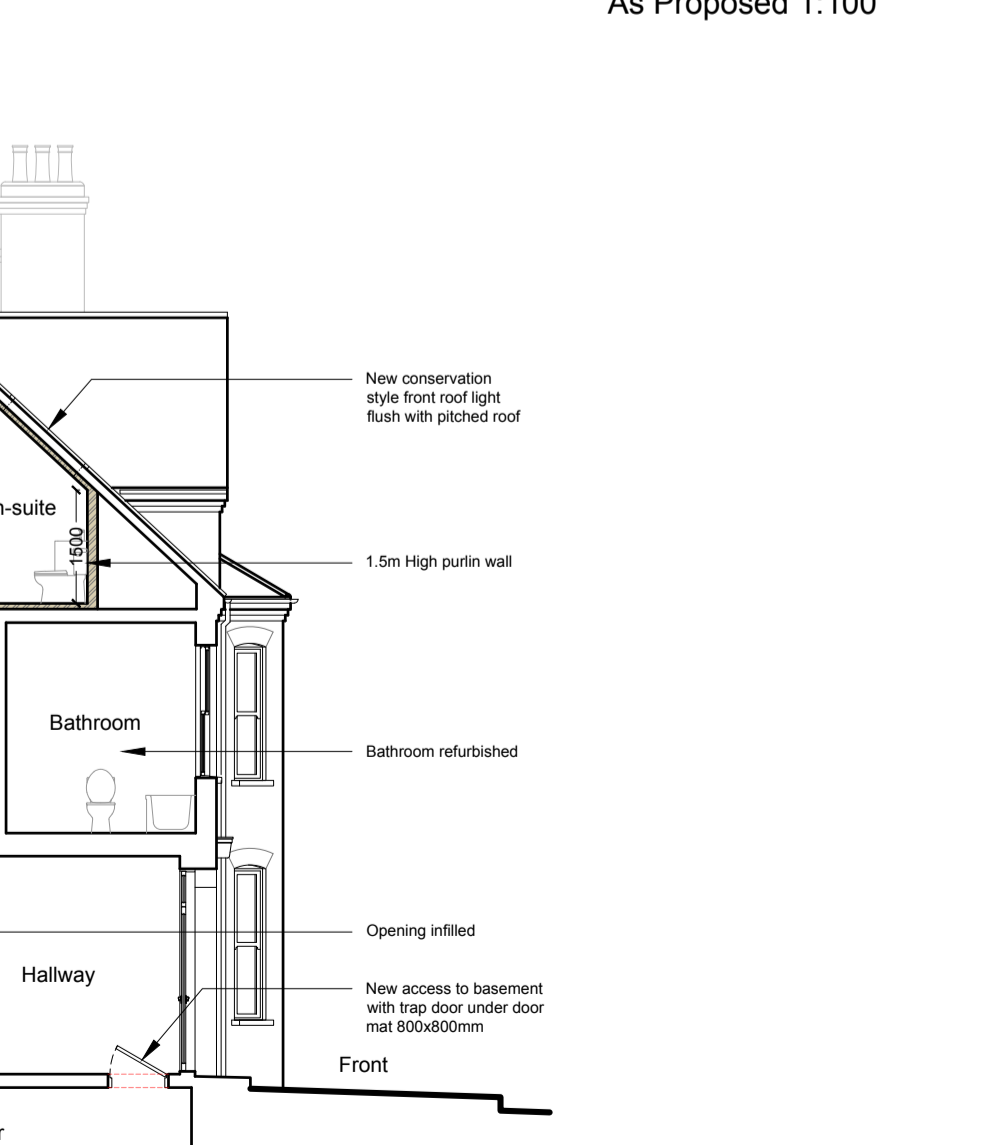 As Proposed 1:100
New conservation
style front roof light
flush with pitched roof
n-suite
1500
1.5m High purlin wall
Bathroom
Bathroom refurbished
Opening infilled
Hallway
New access to basement
with trap door under door
mat 800x800mm
Front
r